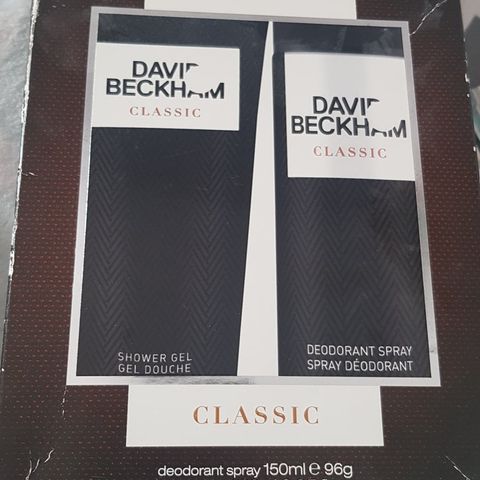 DAVID
BECKHAM
CLASSIC
SHOWER GEL
GEL DOUCHE
DAVID
BECKHAM
CLASSIC
DEODORANT SPRAY
SPRAY DÉODORANT
CLASSIC
deodorant spray 150ml e 96g